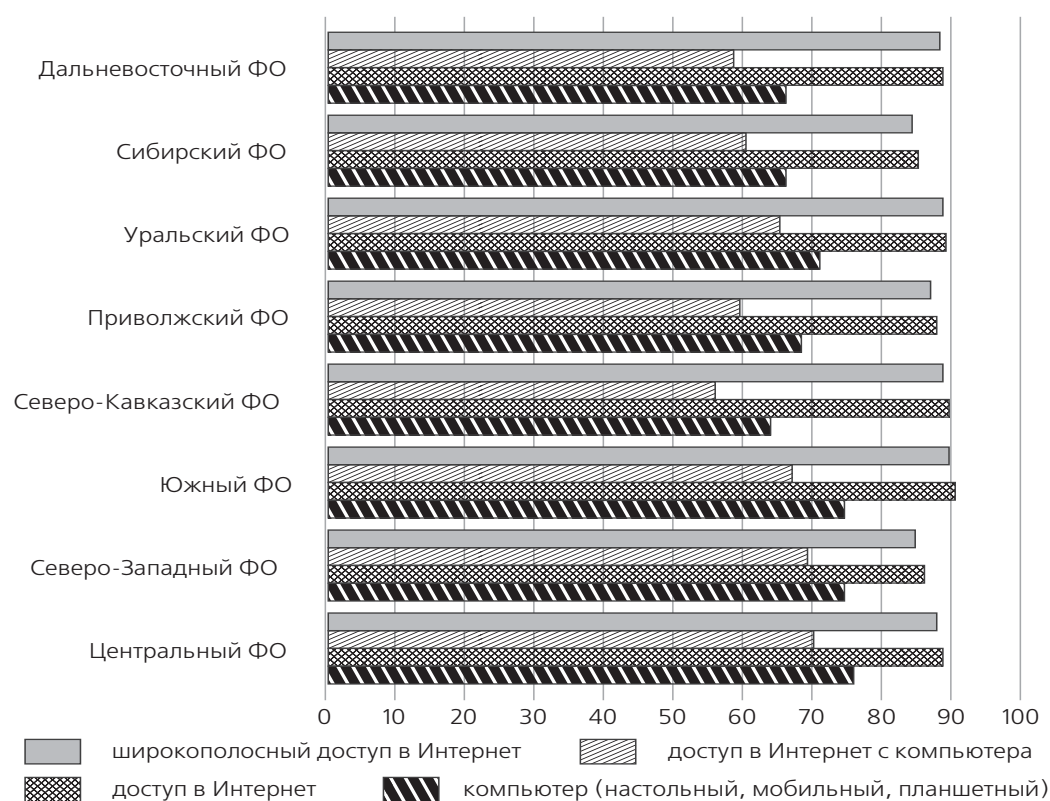 Дальневосточный ФО
Сибирский ФО
Уральский ФО
Приволжский ФО
Северо-Кавказский ФО
Южный ФО
Северо-Западный ФО
Центральный ФО
0 10 20 30 40 50 60 70 80 90 100
широкополосный доступ в Интернет доступ в Интернет с компьютера
доступ в Интернет компьютер (настольный, мобильный, планшетный)